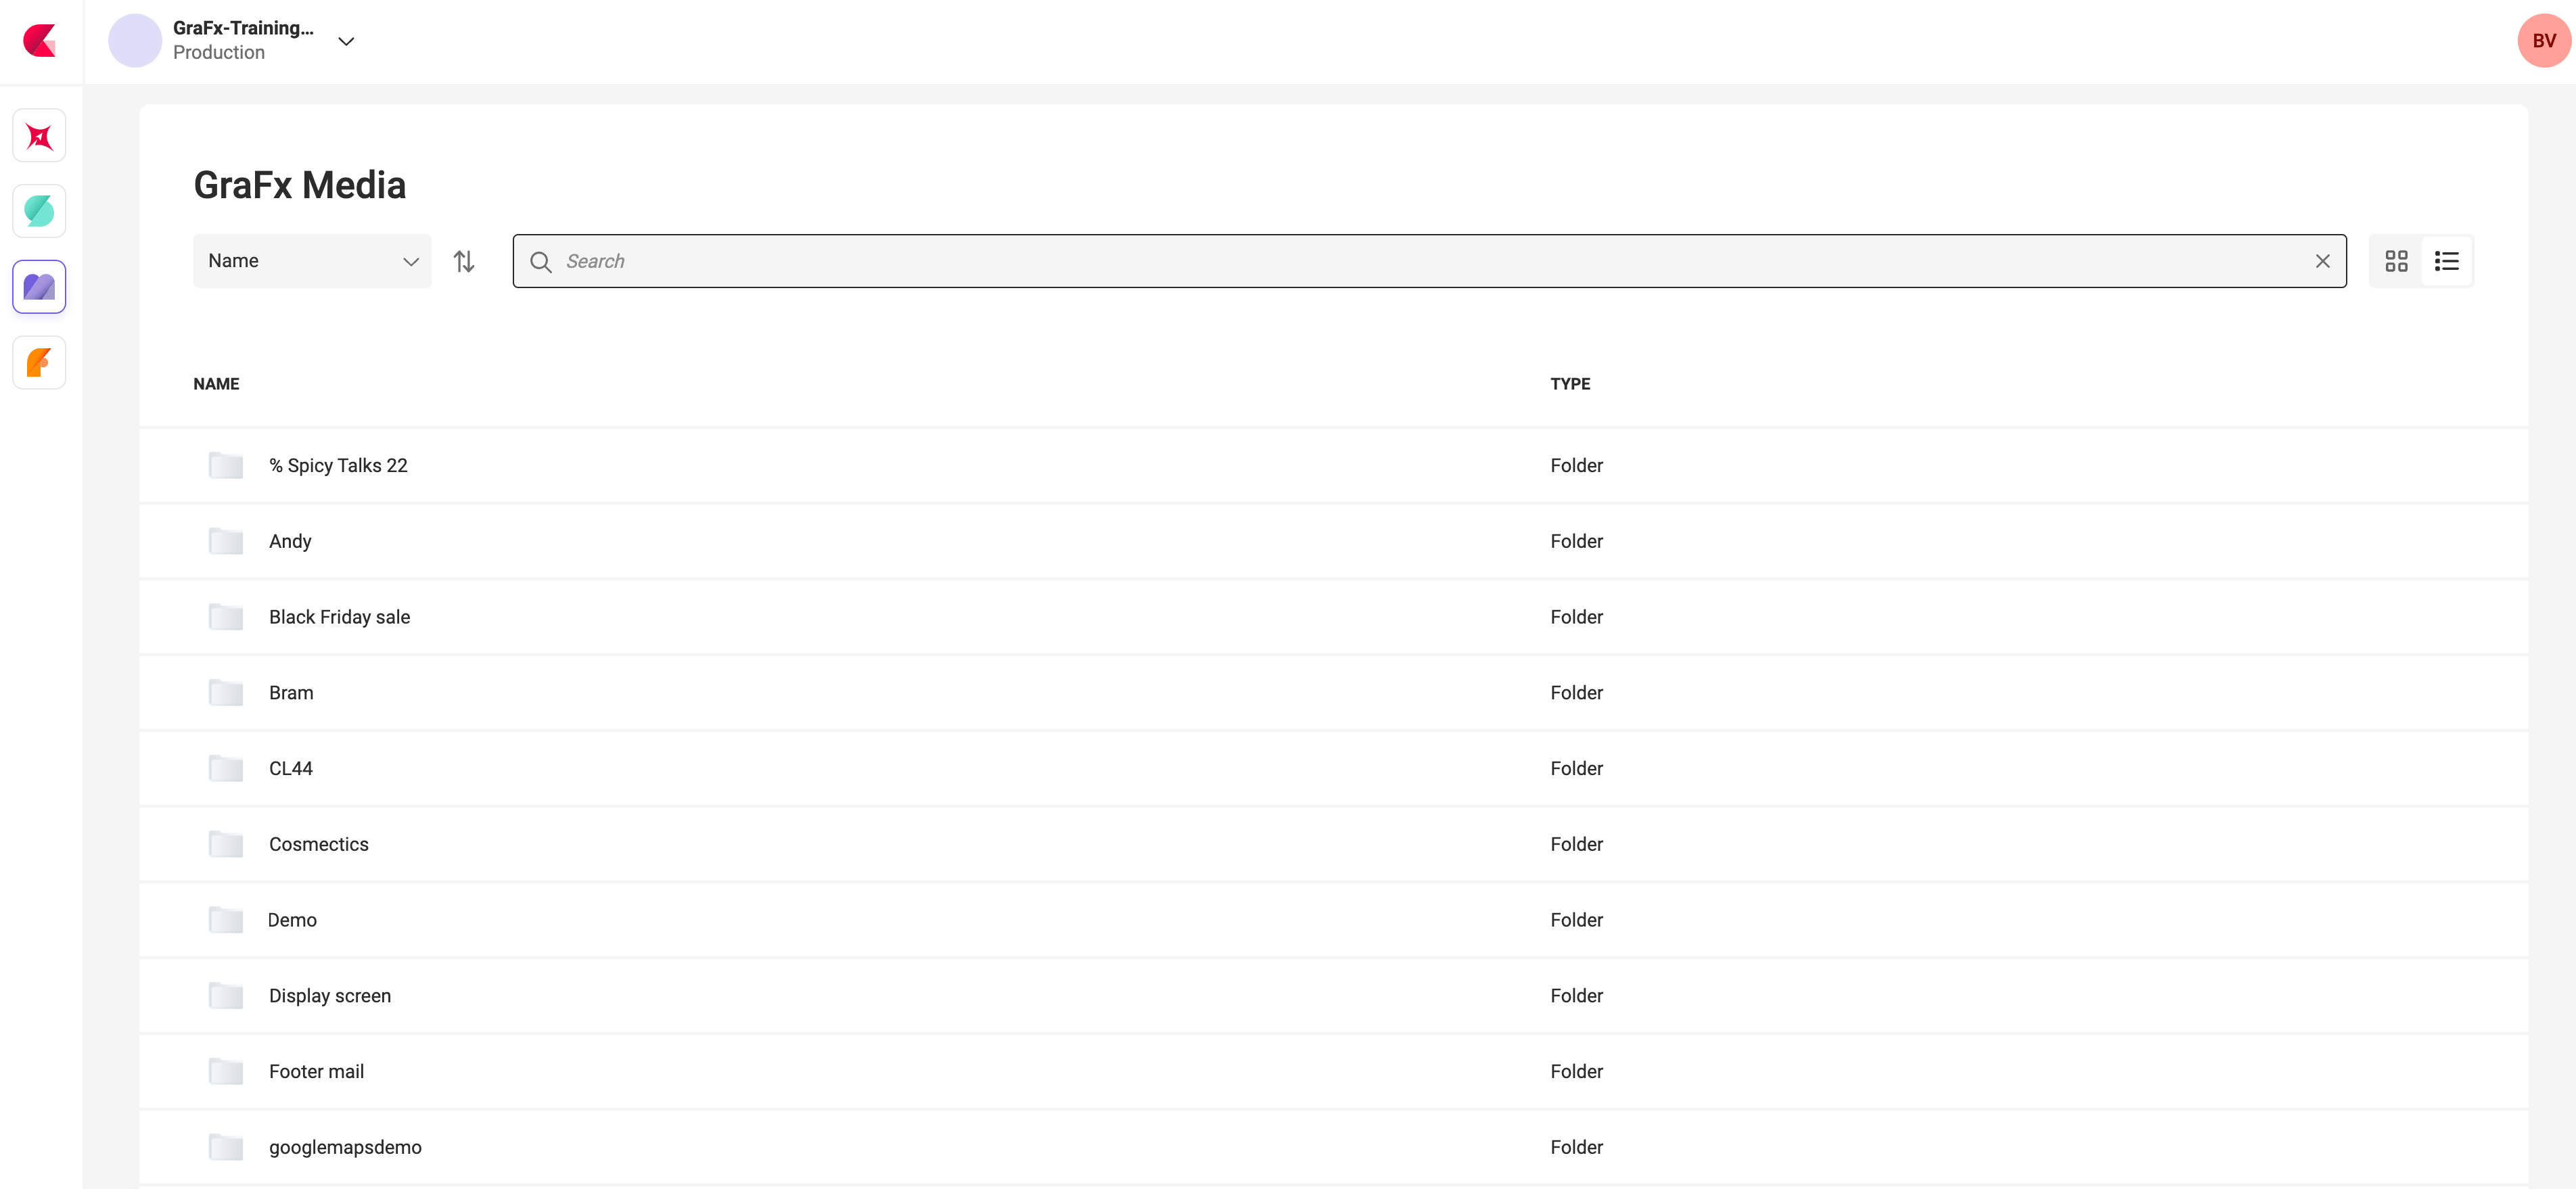 GraFx-Training...
Production
BV
GraFx Media
Name
Search
NAME TYPE
% Spicy Talks 22 Folder
Andy Folder
Black Friday sale Folder
Bram Folder
CL44 Folder
Cosmectics Folder
Demo Folder
Display screen Folder
Footer mail Folder
googlemapsdemo Folder